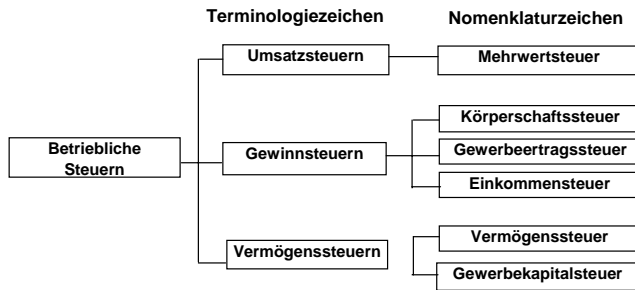 Terminologiezeichen
Nomenklaturzeichen
Umsatzsteuern
Mehrwertsteuer
Körperschaftssteuer
Betriebliche
Steuern
Gewinnsteuern
Gewerbeertragssteuer
Einkommensteuer
Vermögenssteuern
Vermögenssteuer
Gewerbekapitalsteuer